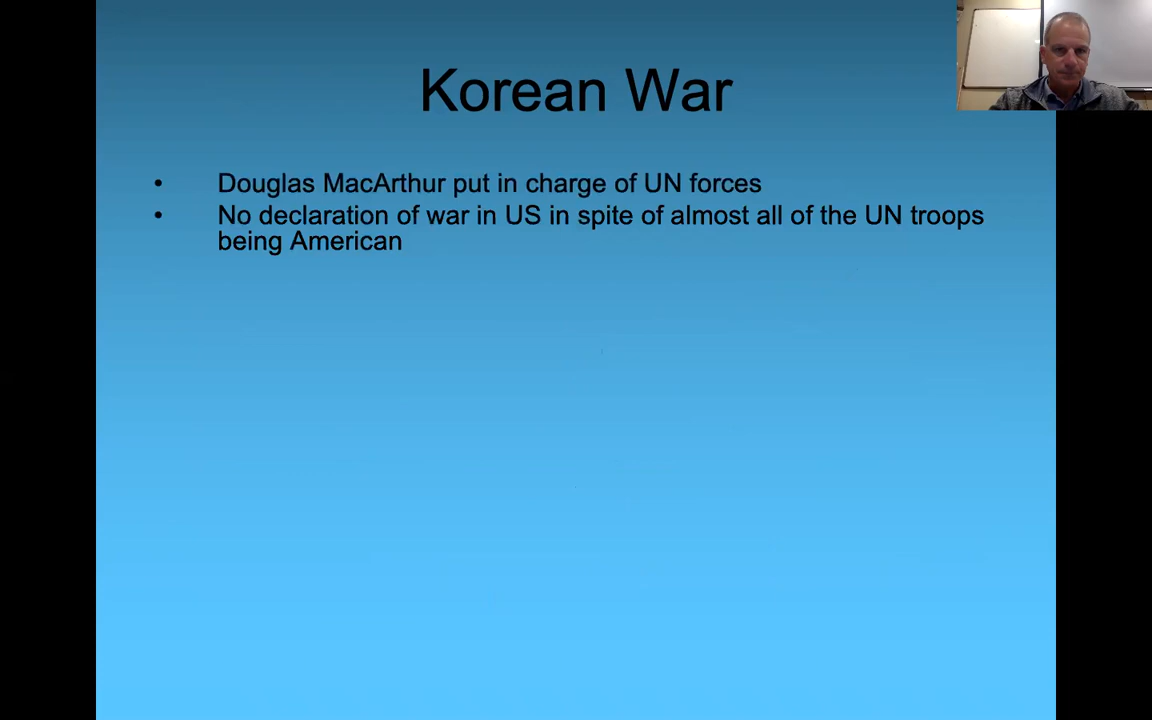 Korean War
• Douglas MacArthur put in charge of UN forces
• No declaration of war in US in spite of almost all of the UN troops
being American